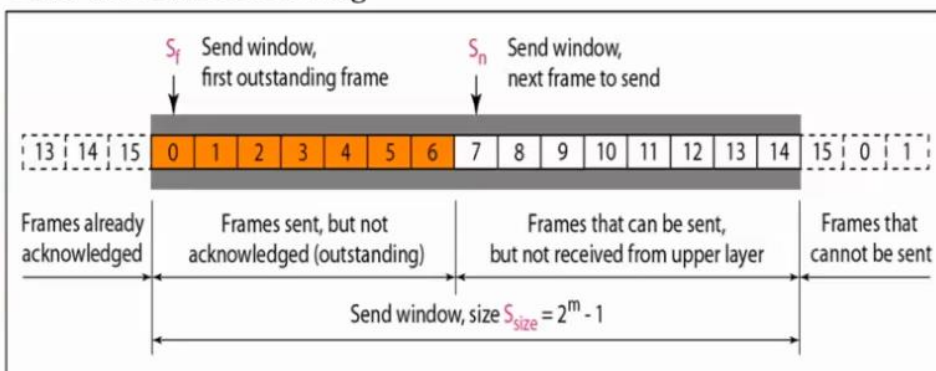 Sf Send window,
first outstanding frame
Sn Send window,
next frame to send
13 14 15 0 1 2 3 4 5 6 7 8 9 10 11 12 13 14 15 0 1
Frames already
acknowledged
Frames sent, but not
acknowledged (outstanding)
Frames that can be sent,
but not received from upper layer
Frames that
cannot be sent
Send window, size Ssize = 2^m - 1